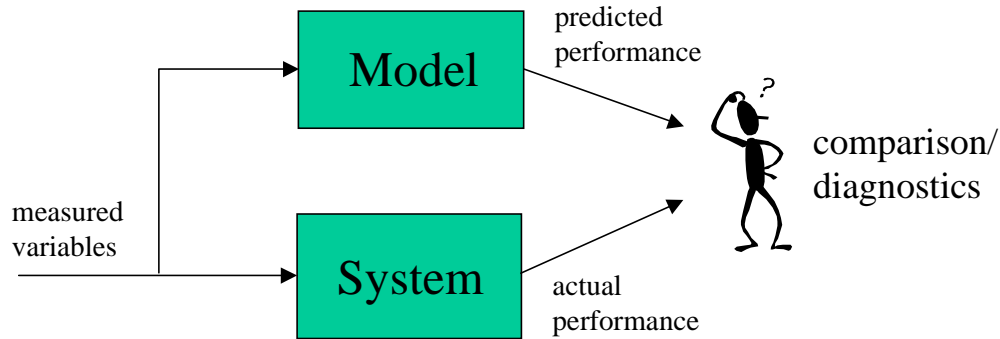 predicted
performance
Model
?
comparison/
diagnostics
measured
variables
System
actual
performance